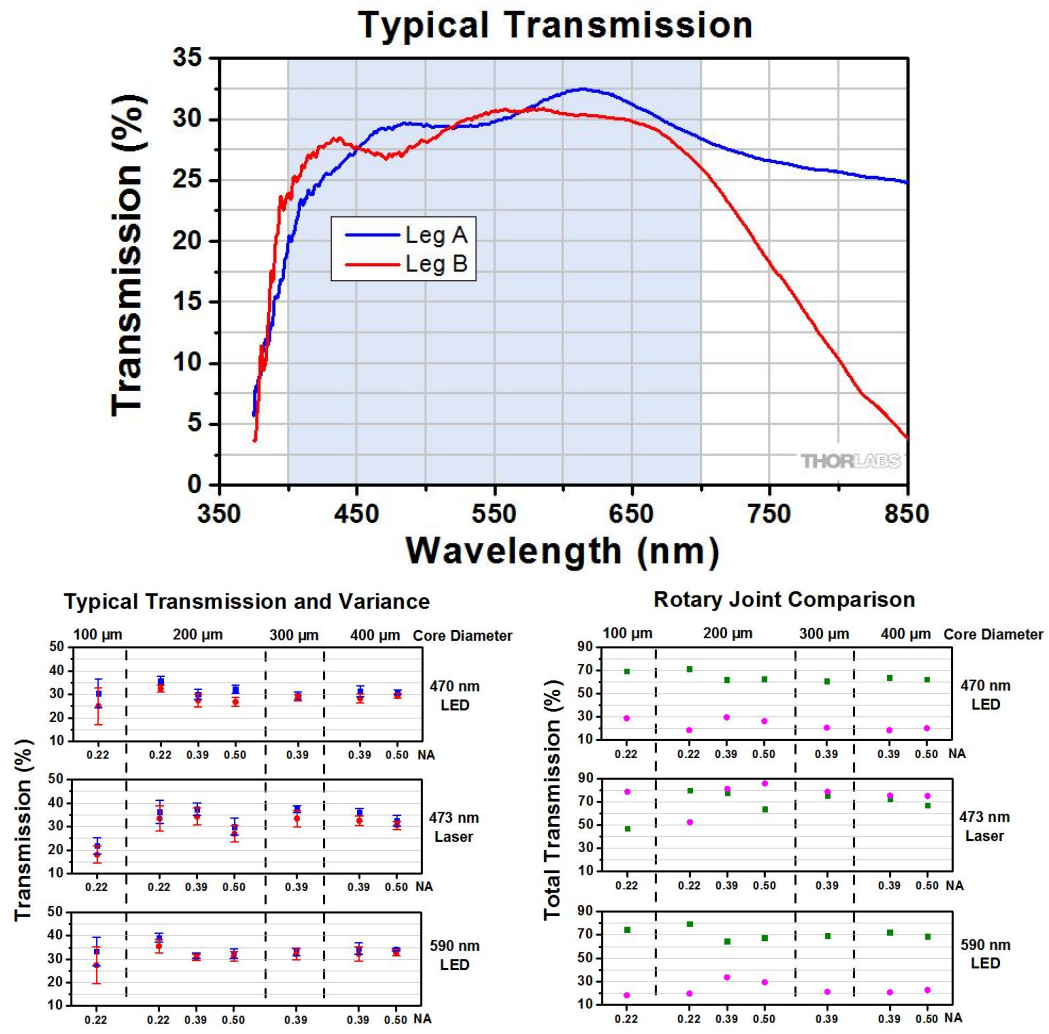 Typical Transmission
Transmission (%)
35
30
25
20
15
10
5
0
Leg A
Leg B
THORLABS
350 450 550 650 750 850
Wavelength (nm)
Typical Transmission and Variance
100 µm 200 µm 300 µm 400 µm Core Diameter
Transmission (%)
50
40
30
20
10
470 nm
LED
0.22 0.22 0.39 0.50 0.39 0.39 0.50 NA
50
40
30
20
10
473 nm
Laser
0.22 0.22 0.39 0.50 0.39 0.39 0.50 NA
50
40
30
20
10
590 nm
LED
0.22 0.22 0.39 0.50 0.39 0.39 0.50 NA
Rotary Joint Comparison
100 µm 200 µm 300 µm 400 µm Core Diameter
Total Transmission (%)
90
70
50
30
10
470 nm
LED
0.22 0.22 0.39 0.50 0.39 0.39 0.50 NA
90
70
50
30
10
473 nm
Laser
0.22 0.22 0.39 0.50 0.39 0.39 0.50 NA
90
70
50
30
10
590 nm
LED
0.22 0.22 0.39 0.50 0.39 0.39 0.50 NA